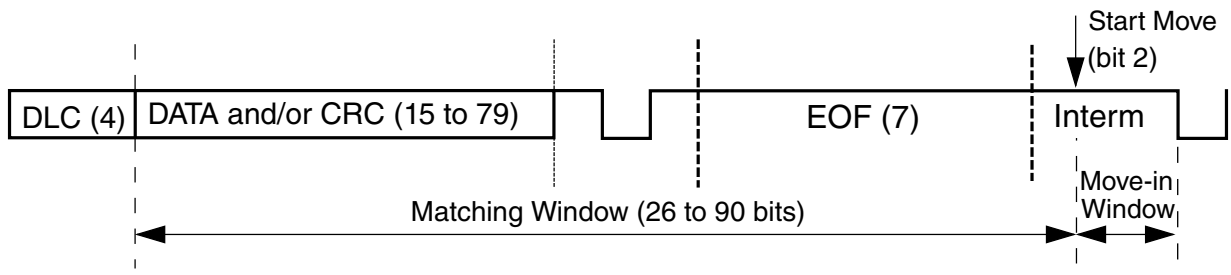 Start Move
(bit 2)
DLC (4)
DATA and/or CRC (15 to 79)
EOF (7)
Interm
Matching Window (26 to 90 bits)
Move-in
Window